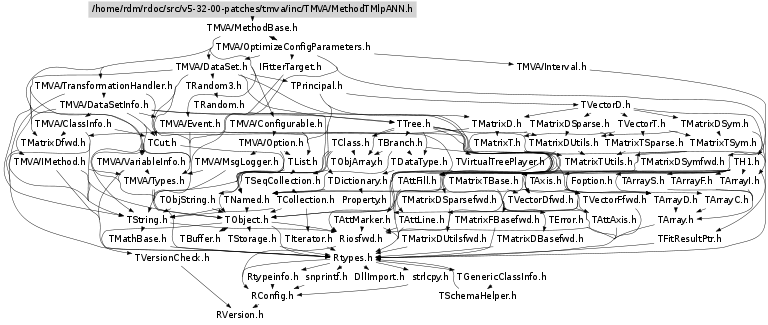 /home/rdm/rdoc/src/v5-32-00-patches/tmva/inc/TMVA/MethodTMlpANN.h
TMVA/MethodBase.h
TMVA/OptimizeConfigParameters.h
TMVA/DataSet.h IFitterTarget.h TMVA/Interval.h
TMVA/TransformationHandler.h TRandom3.h TPrincipal.h
TMVA/DataSetInfo.h TRandom.h TVectorD.h
TMVA/ClassInfo.h TMVA/Event.h TMVA/Configurable.h TTree.h TMatrixD.h TMatrixDSparse.h TVectorT.h TMatrixDSym.h
TMatrixDfwd.h TCut.h TMVA/Option.h TClass.h TBranch.h TMatrixT.h TMatrixDUtils.h TMatrixTSparse.h TMatrixTSym.h
TMVA/IMethod.h TMVA/VariableInfo.h TMVA/MsgLogger.h TList.h TObjArray.h TDataType.h TVirtualTreePlayer.h TMatrixTUtils.h TMatrixDSymfwd.h TH1.h
TMVA/Types.h TSeqCollection.h TDictionary.h TAttFill.h TMatrixTBase.h TAxis.h Foption.h TArrayS.h TArrayF.h TArrayI.h
TObjString.h TNamed.h TCollection.h Property.h TMatrixDSparsefwd.h TVectorDfwd.h TVectorFfwd.h TArrayD.h TArrayC.h
TString.h TObject.h TAttMarker.h TAttLine.h TMatrixFBasefwd.h TError.h TAttAxis.h TArray.h
TMathBase.h TBuffer.h TStorage.h TIterator.h Riosfwd.h TMatrixDUtilsfwd.h TMatrixDBasefwd.h TFitResultPtr.h
TVersionCheck.h Rtypes.h
Rtypeinfo.h snprintf.h DllImport.h strlcpy.h TGenericClassInfo.h
RConfig.h TSchemaHelper.h
RVersion.h